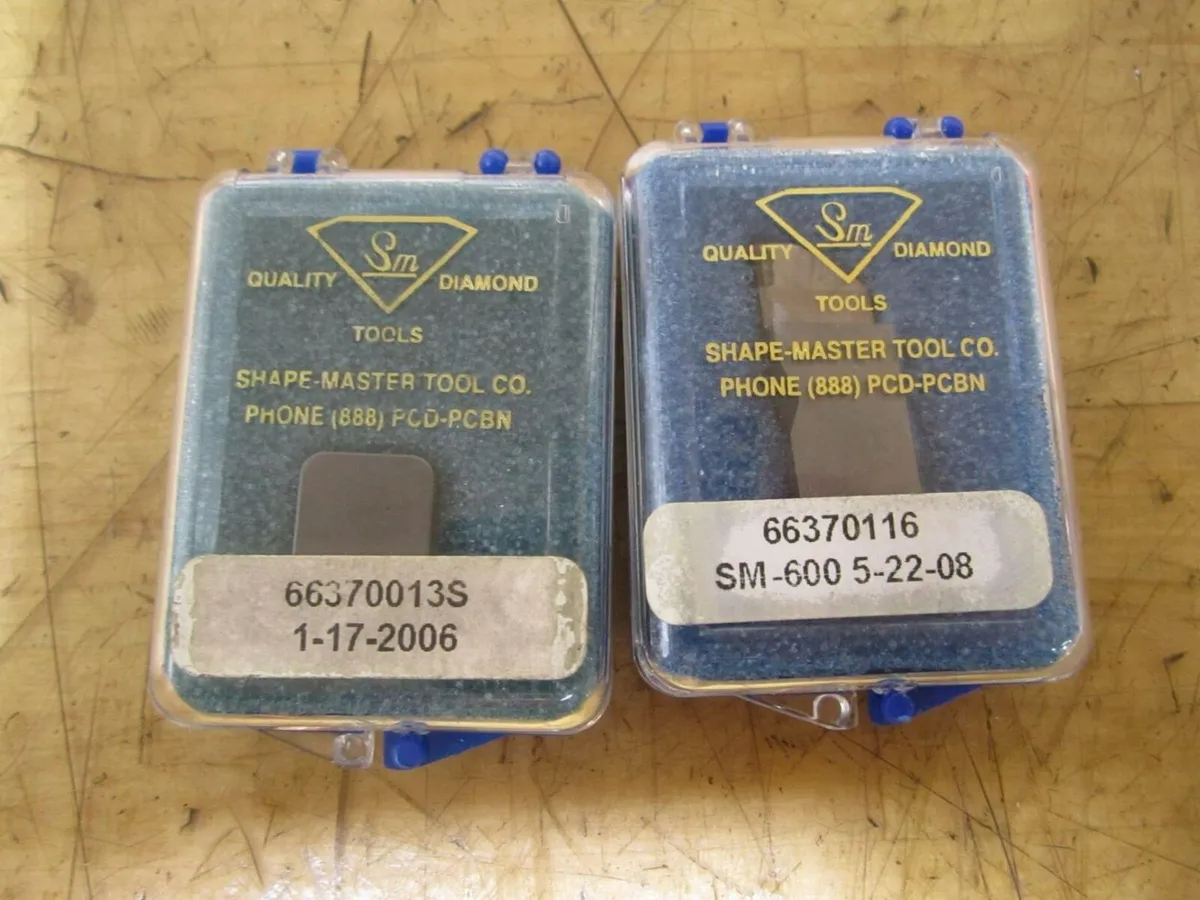 Sm
QUALITY DIAMOND
TOOLS
SHAPE-MASTER TOOL CO.
PHONE (888) PCD-PCBN
66370013S
1-17-2006
Sm
QUALITY DIAMOND
TOOLS
SHAPE-MASTER TOOL CO.
PHONE (888) PCD-PCBN
66370116
SM-600 5-22-08